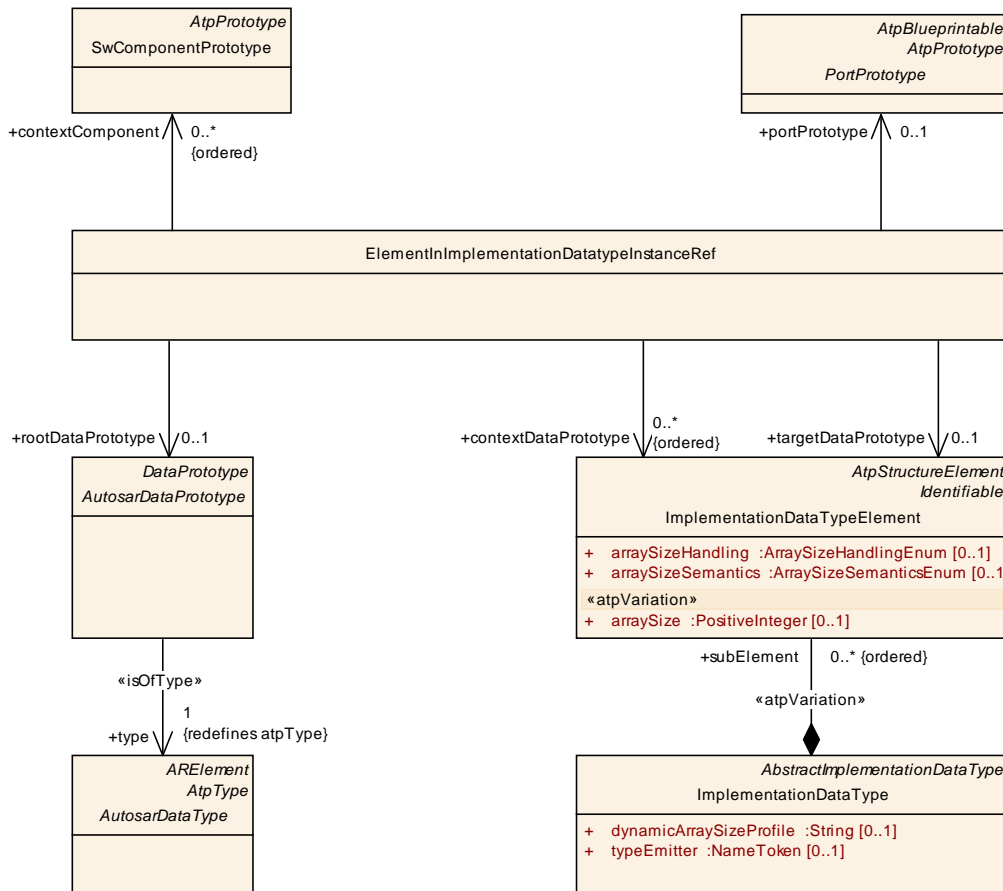 AtpPrototype
SwComponentPrototype
AtpBlueprintable
AtpPrototype
PortPrototype
+contextComponent
0..*
{ordered}
+portPrototype
0..1
ElementInImplementationDatatypeInstanceRef
+rootDataPrototype
0..1
+contextDataPrototype
0..*
{ordered}
+targetDataPrototype
0..1
DataPrototype
AutosarDataPrototype
AtpStructureElement
Identifiable
ImplementationDataTypeElement
+ arraySizeHandling :ArraySizeHandlingEnum [0..1]
+ arraySizeSemantics :ArraySizeSemanticsEnum [0..1
«atpVariation»
+ arraySize :PositiveInteger [0..1]
+subElement
0..* {ordered}
«isOfType»
«atpVariation»
+type
1
{redefines atpType}
ARElement
AtpType
AutosarDataType
AbstractImplementationDataType
ImplementationDataType
+ dynamicArraySizeProfile :String [0..1]
+ typeEmitter :NameToken [0..1]